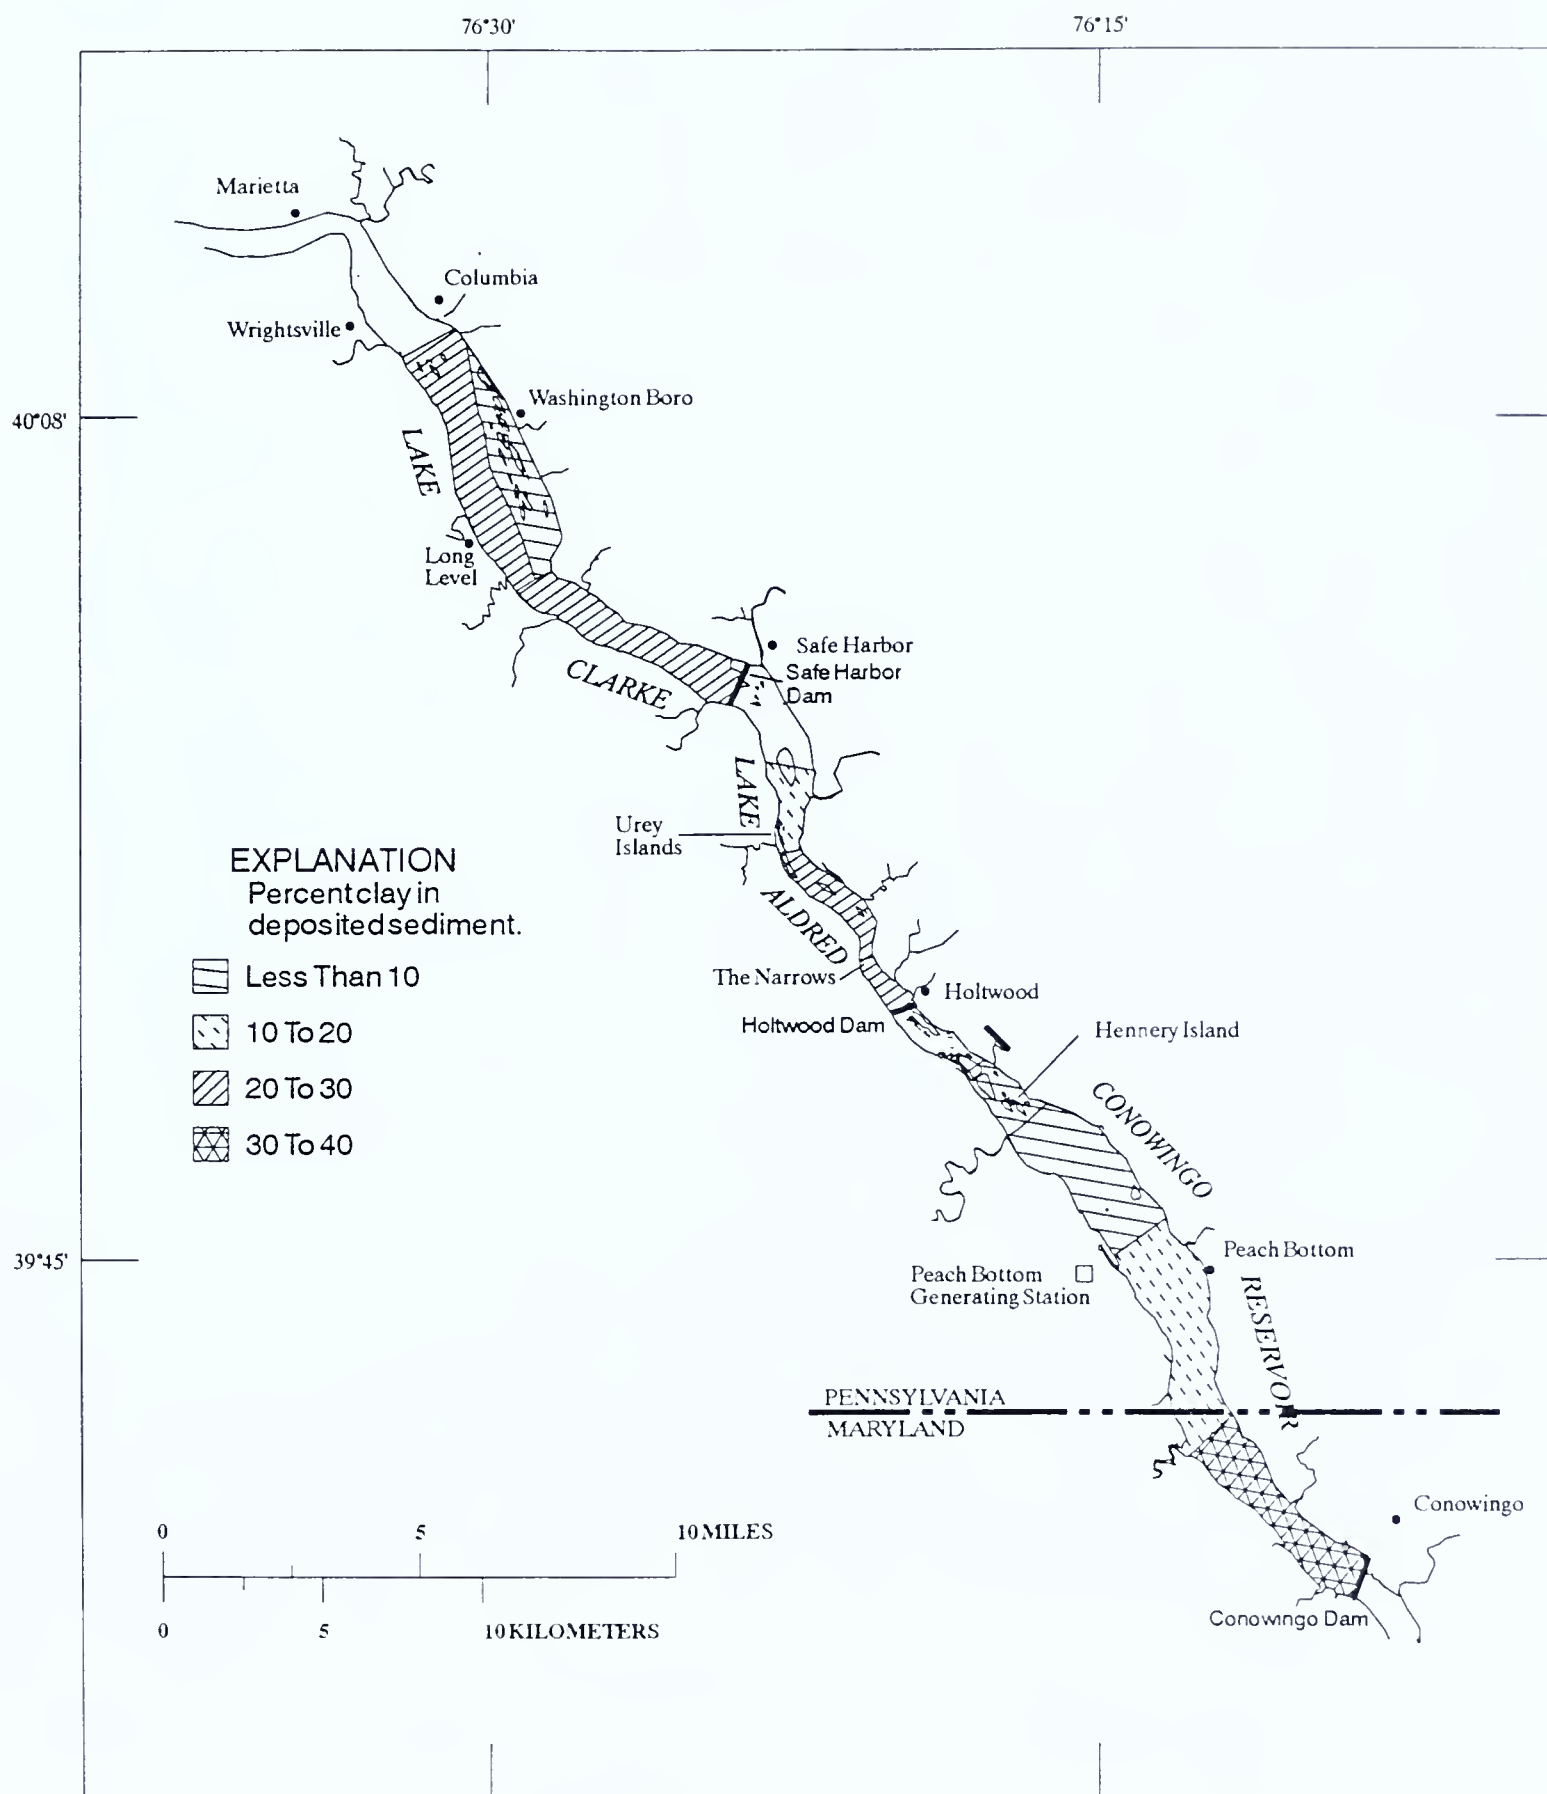 76°30'
76°15'
Marietta
Columbia
Wrightsville
Washington Boro
40°08'
LAKE
Long
Level
Safe Harbor
Safe Harbor
Dam
CLARKE
LAKE
Urey
Islands
EXPLANATION
Percent clay in
deposited sediment.
Less Than 10
10 To 20
20 To 30
30 To 40
ALDRED
The Narrows
Holtwood
Holtwood Dam
Hennery Island
CONOWINGO
39°45'
Peach Bottom
Peach Bottom
Generating Station
RESERVOIR
PENNSYLVANIA
MARYLAND
Conowingo
0 5 10 MILES
0 5 10 KILOMETERS
Conowingo Dam